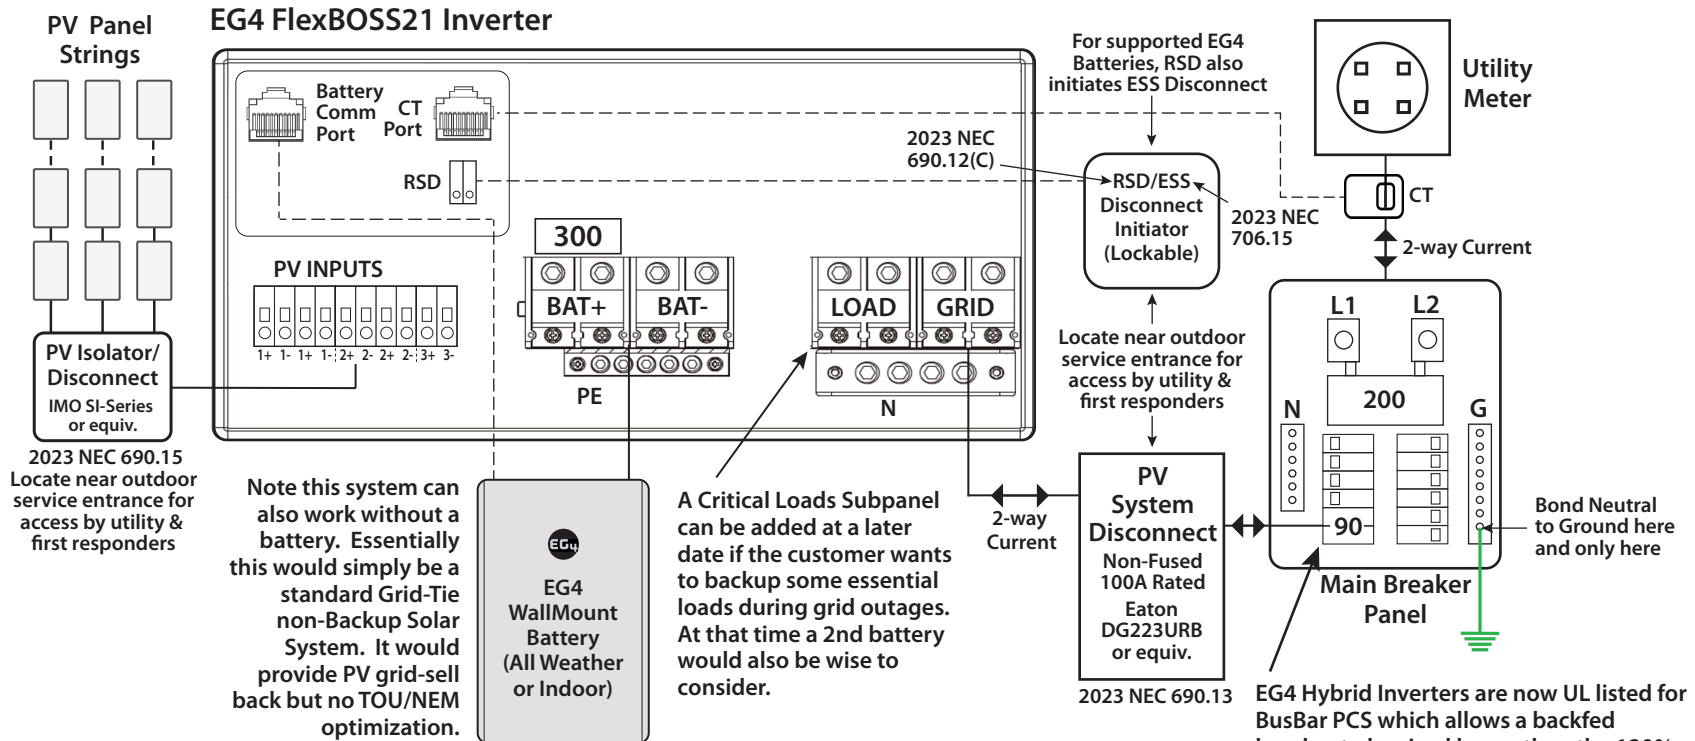 EG4 FlexBOSS21 Inverter
PV Panel
Strings
Battery
Comm
Port
CT
Port
RSD
300
PV INPUTS
BAT+
BAT-
LOAD
GRID
1+ 1- 1+ 1- 2+ 2- 2+ 2- 3+ 3-
PE
N
PV Isolator/
Disconnect
IMO SI-Series
or equiv.
2023 NEC 690.15
Locate near outdoor
service entrance for
access by utility &
first responders
Note this system can
also work without a
battery. Essentially
this would simply be a
standard Grid-Tie
non-Backup Solar
System. It would
provide PV grid-sell
back but no TOU/NEM
optimization.
EG4
EG4
WallMount
Battery
(All Weather
or Indoor)
A Critical Loads Subpanel
can be added at a later
date if the customer wants
to backup some essential
loads during grid outages.
At that time a 2nd battery
would also be wise to
consider.
For supported EG4
Batteries, RSD also
initiates ESS Disconnect
2023 NEC
690.12(C)
RSD/ESS
Disconnect
Initiator
(Lockable)
2023 NEC
706.15
Locate near outdoor
service entrance for
access by utility &
first responders
2-way
Current
PV
System
Disconnect
Non-Fused
100A Rated
Eaton
DG223URB
or equiv.
2023 NEC 690.13
Utility
Meter
CT
2-way Current
L1
L2
200
N
G
90
Main Breaker
Panel
Bond Neutral
to Ground here
and only here
EG4 Hybrid Inverters are now UL listed for
BusBar PCS which allows a backfed